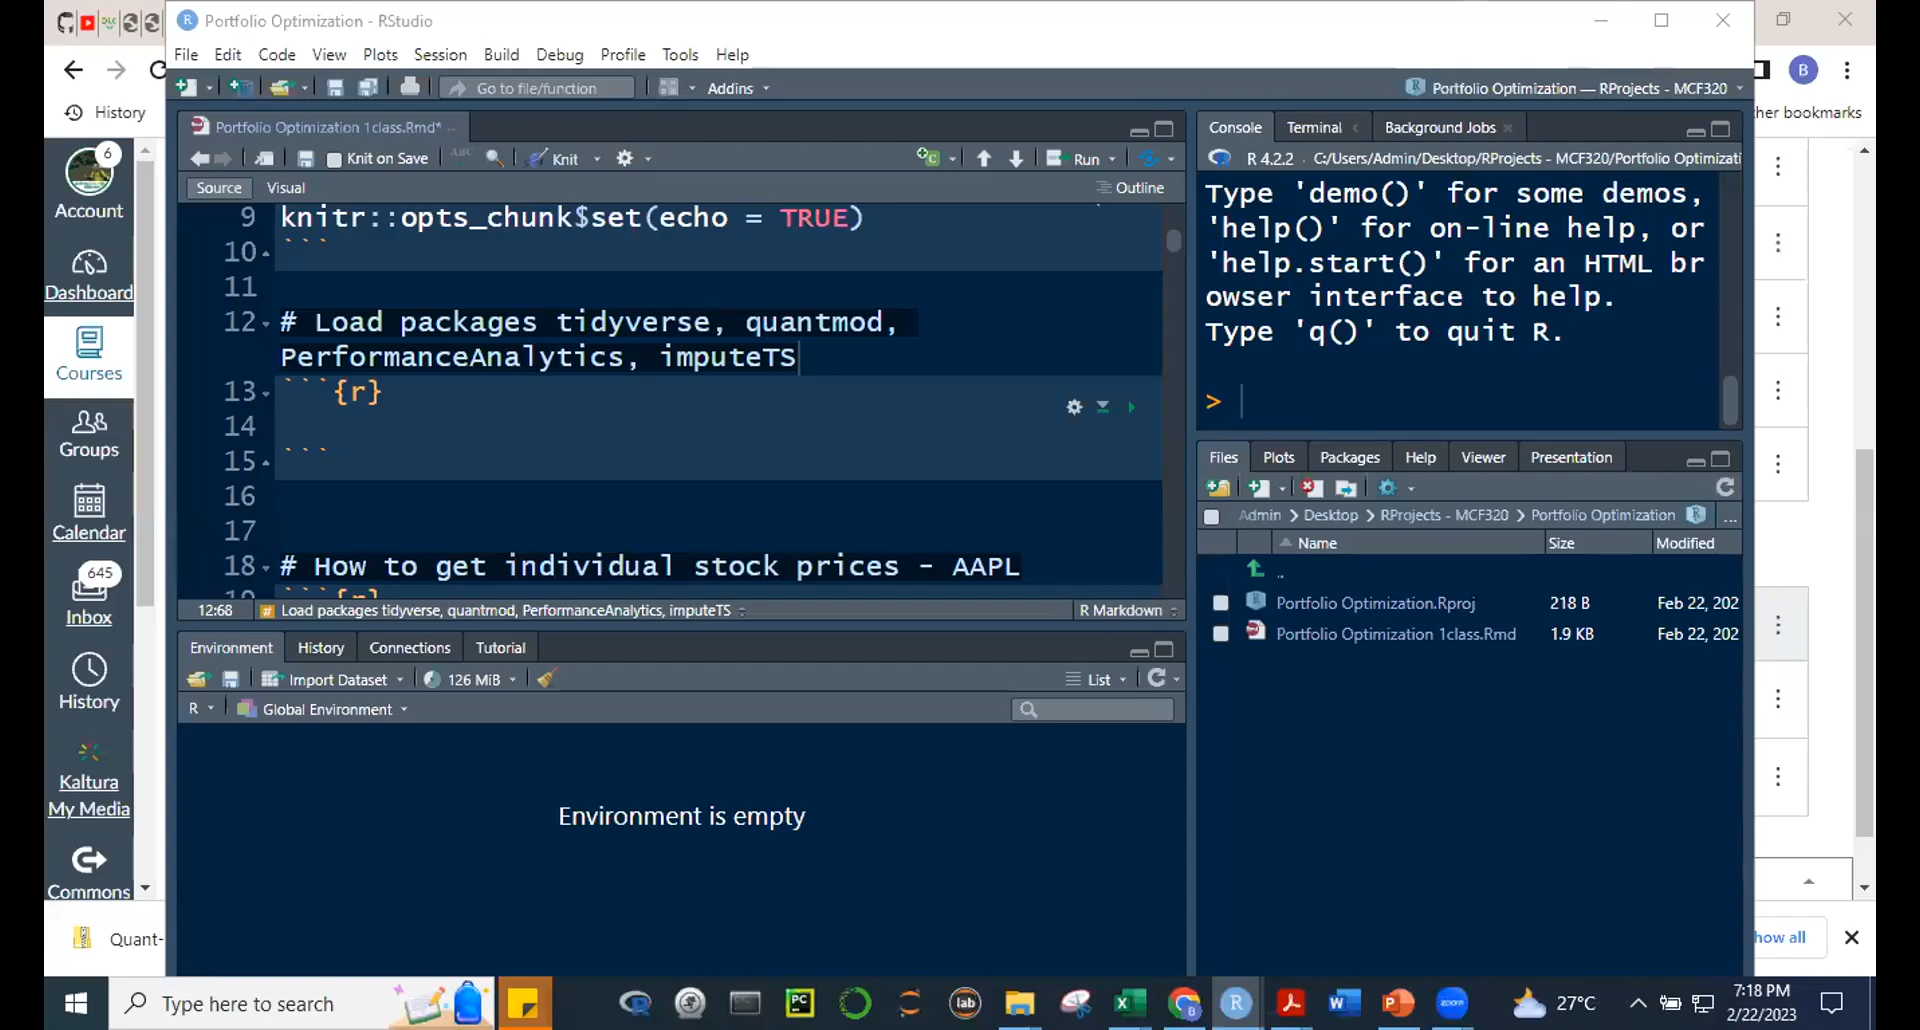 Portfolio Optimization - RStudio
File Edit Code View Plots Session Build Debug Profile Tools Help
Go to file/function Addins
Portfolio Optimization — RProjects - MCF320
B
History
her bookmarks
Portfolio Optimization 1class.Rmd*
Knit on Save ABC Knit Run
Source Visual Outline
9 knitr::opts_chunk$set(echo = TRUE)
10 ```
11
12 # Load packages tidyverse, quantmod,
PerformanceAnalytics, imputeTS
13 ```{r}
14
15 ```
16
17
18 # How to get individual stock prices - AAPL
19 ```{r}
12:68 Load packages tidyverse, quantmod, PerformanceAnalytics, imputeTS R Markdown
Console Terminal Background Jobs
R 4.2.2 C:/Users/Admin/Desktop/RProjects - MCF320/Portfolio Optimizati
Type 'demo()' for some demos,
'help()' for on-line help, or
'help.start()' for an HTML br
owser interface to help.
Type 'q()' to quit R.
>
Environment History Connections Tutorial
Import Dataset 126 MiB List
R Global Environment
Environment is empty
Files Plots Packages Help Viewer Presentation
Admin Desktop RProjects - MCF320 Portfolio Optimization ...
Name Size Modified
..
Portfolio Optimization.Rproj 218 B Feb 22, 202
Portfolio Optimization 1class.Rmd 1.9 KB Feb 22, 202
6
Account
Dashboard
Courses
Groups
Calendar
645
Inbox
History
Kaltura
My Media
Commons
Quant-
how all
Type here to search
PC
lab
zoom
27°C
7:18 PM
2/22/2023